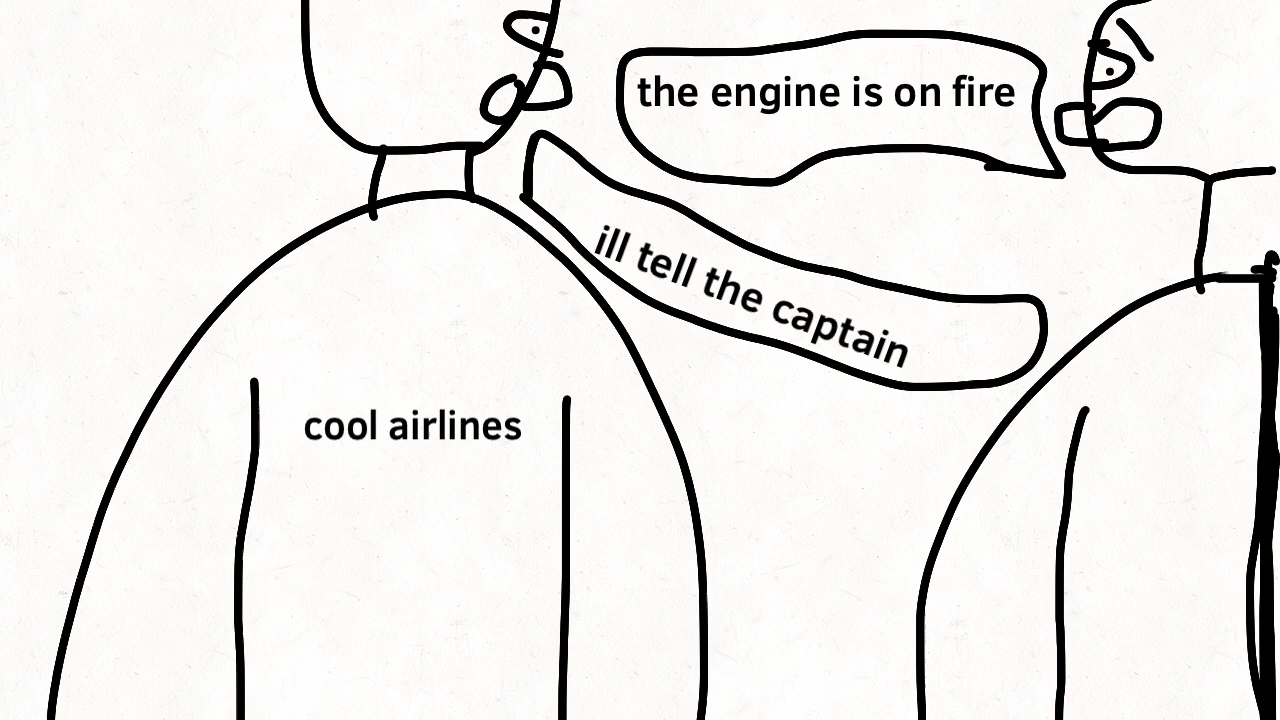 the engine is on fire
ill tell the captain
cool airlines